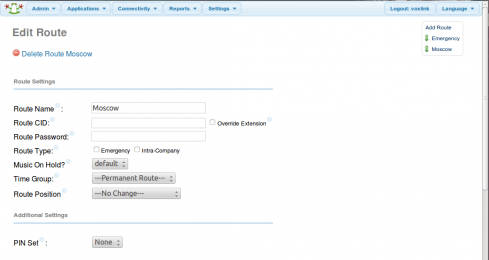 Admin Applications Connectivity Reports Settings Logout: voxlink Language
Edit Route
Add Route
Emergency
Moscow
Delete Route Moscow
Route Settings
Route Name : Moscow
Route CID: Override Extension
Route Password:
Route Type: Emergency Intra-Company
Music On Hold? default
Time Group: ---Permanent Route---
Route Position ---No Change---
Additional Settings
PIN Set : None